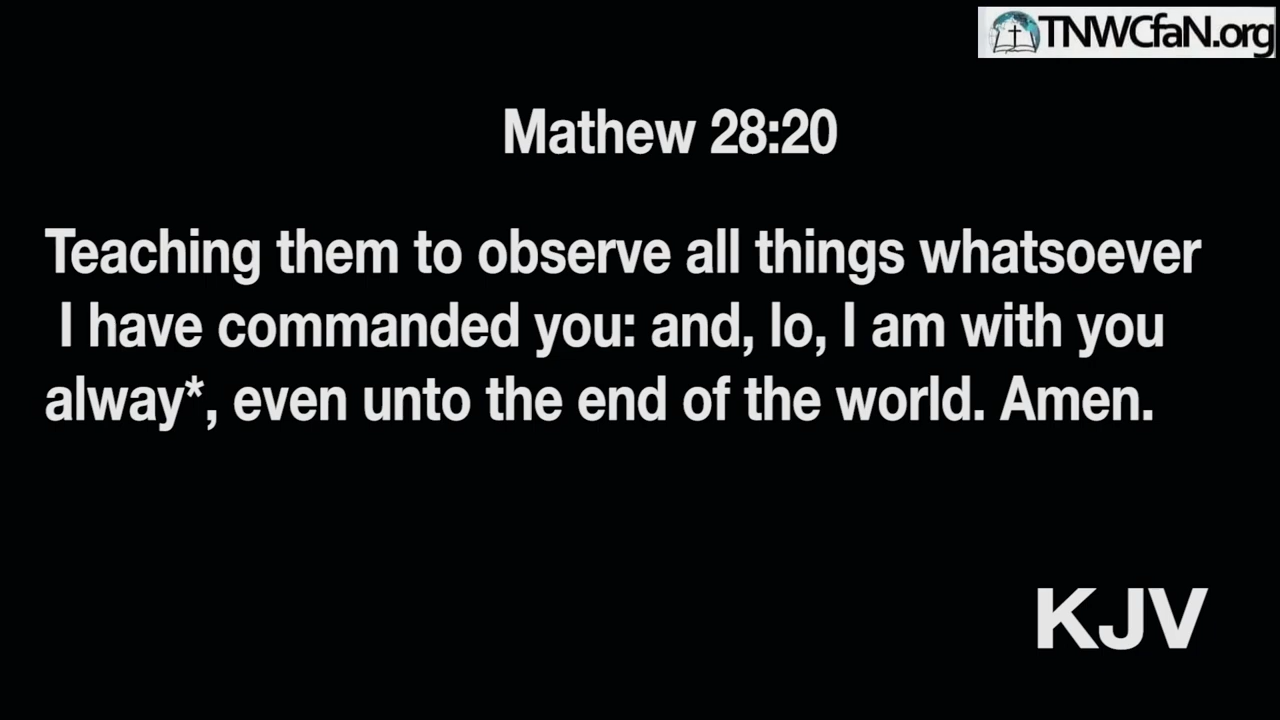 TNWCfaN.org
Mathew 28:20
Teaching them to observe all things whatsoever
I have commanded you: and, lo, I am with you
alway*, even unto the end of the world. Amen.
KJV